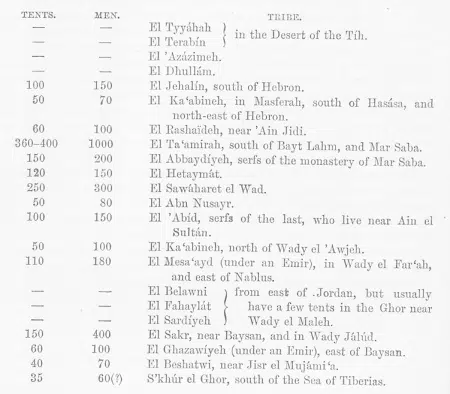 TENTS. MEN. TRIBE.
— — El Tyyáhah } in the Desert of the Tíh.
— — El Terabín
— — El 'Azázimeh.
— — El Dhullám.
100 150 El Jehalín, south of Hebron.
50 70 El Ka'abineh, in Masferah, south of Hasása, and
north-east of Hebron.
60 100 El Rashaïdeh, near 'Ain Jidi.
360–400 1000 El Ta'amirah, south of Bayt Lahm, and Mar Saba.
150 200 El Abbaydíyeh, serfs of the monastery of Mar Saba.
120 150 El Hetaymát.
250 300 El Sawáharet el Wad.
50 80 El Abn Nusayr.
100 150 El 'Abíd, serfs of the last, who live near Ain el
Sultán.
50 100 El Ka'abineh, north of Wady el 'Awjeh.
110 180 El Mesa'ayd (under an Emir), in Wady el Far'ah,
and east of Nablus.
— — El Belawni } from east of Jordan, but usually
— — El Fahaylát have a few tents in the Ghor near
— — El Sardíyeh Wady el Maleh.
150 400 El Sakr, near Baysan, and in Wady Jálúd.
60 100 El Ghazawíyeh (under an Emir), east of Baysan.
40 70 El Beshatwi, near Jisr el Mujámi'a.
35 60(?) S'khúr el Ghor, south of the Sea of Tiberias.